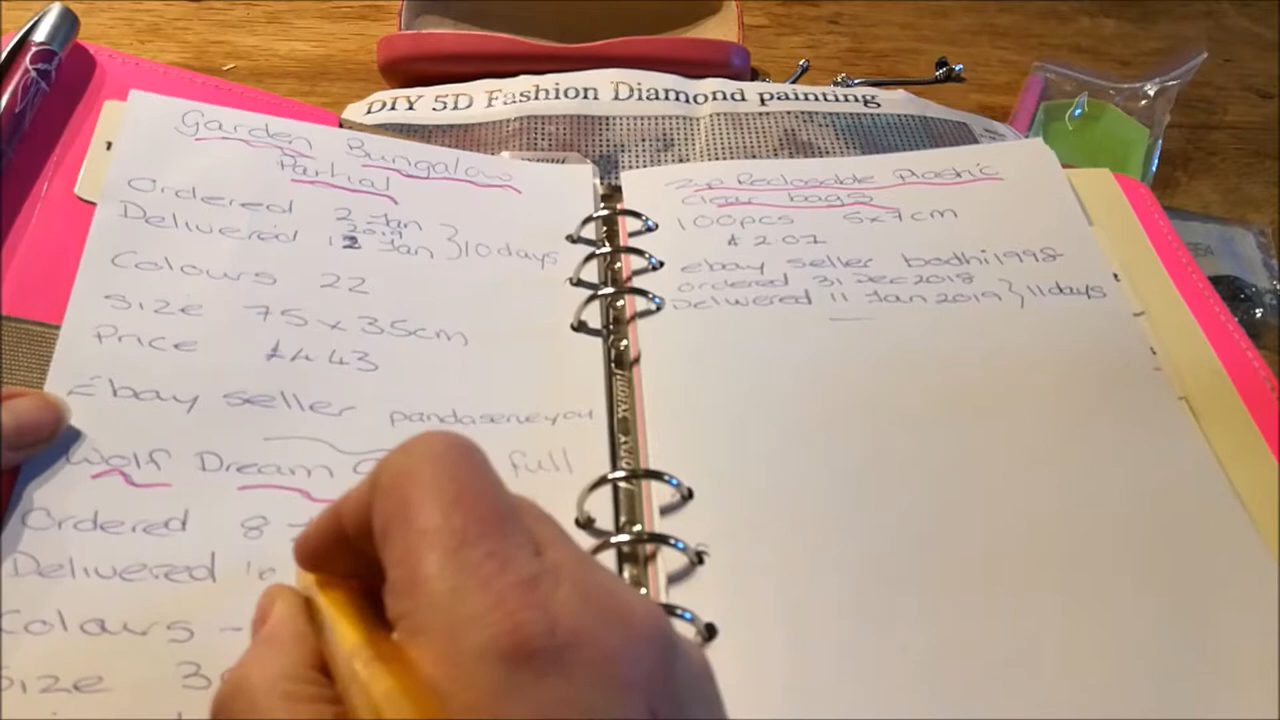 DIY 5D Fashion Diamond painting
Garden Bungalow
Partial
Ordered 2 Jan
2019
Delivered 12 Jan } 10 days
Colours 22
Size 75 x 35cm
Price £4.43
Ebay seller pandaserveyou
Wolf Dream full
Ordered 8
Delivered
Colours -
Size
Zip Reclosable Plastic
clear bags
100pcs 5x7cm
£2.07
ebay seller bodhi1998
ordered 31 Dec 2018
Delivered 11 Jan 2019 } 11 days